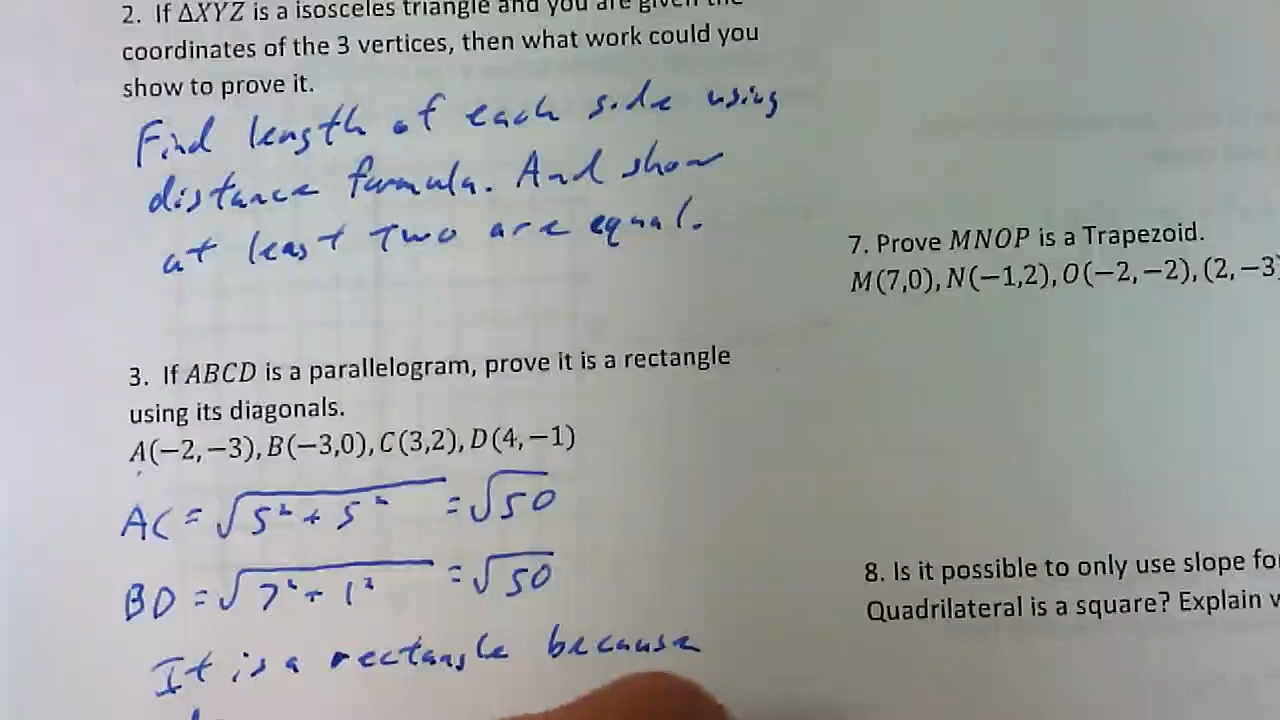 2. If ΔXYZ is a isosceles triangle and you are given the
coordinates of the 3 vertices, then what work could you
show to prove it.
Find length of each side using
distance formula. And show
at least two are equal.
3. If ABCD is a parallelogram, prove it is a rectangle
using its diagonals.
A(−2,−3), B(−3,0), C(3,2), D(4,−1)
AC = √5² + 5² = √50
BD = √7² + 1² = √50
It is a rectangle because
7. Prove MNOP is a Trapezoid.
M(7,0), N(−1,2), O(−2,−2), (2,−3
8. Is it possible to only use slope fo
Quadrilateral is a square? Explain